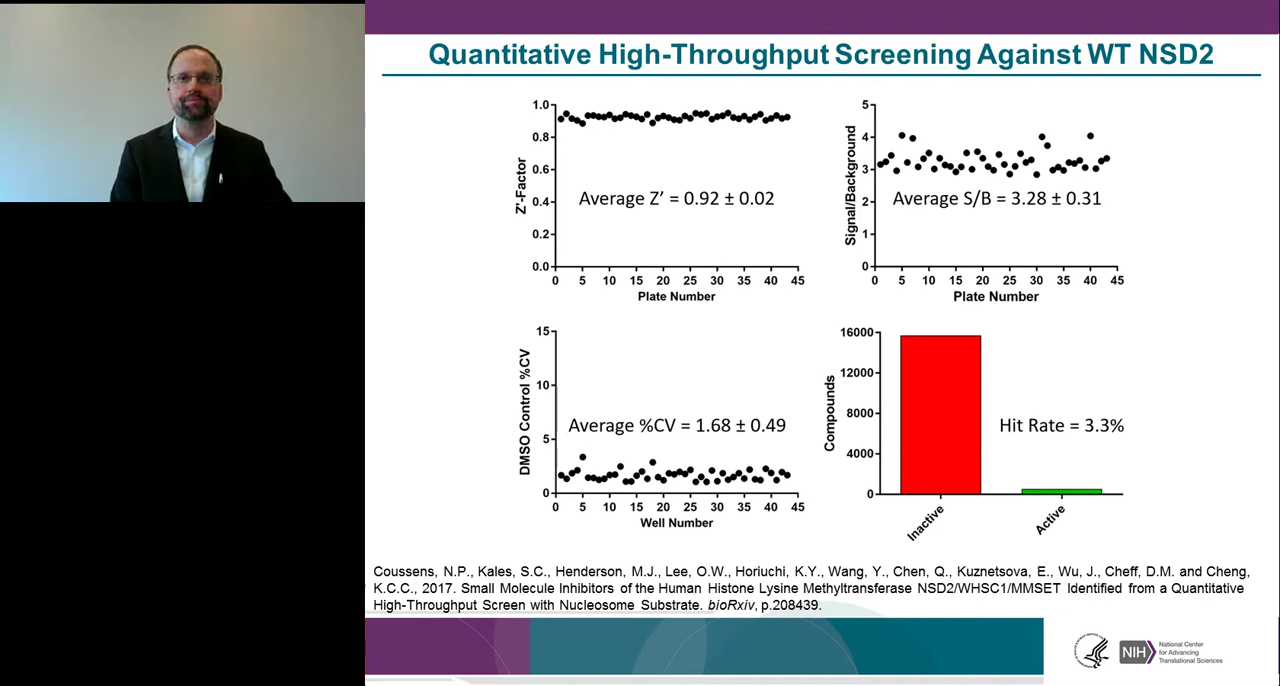 Quantitative High-Throughput Screening Against WT NSD2
1.0
0.8
0.6
0.4
0.2
0.0
Z'-Factor
Average Z’ = 0.92 ± 0.02
0 5 10 15 20 25 30 35 40 45
Plate Number
5
4
3
2
1
0
Signal/Background
Average S/B = 3.28 ± 0.31
0 5 10 15 20 25 30 35 40 45
Plate Number
15
10
5
0
DMSO Control %CV
Average %CV = 1.68 ± 0.49
0 5 10 15 20 25 30 35 40 45
Well Number
16000
12000
8000
4000
0
Compounds
Hit Rate = 3.3%
Inactive
Active
Coussens, N.P., Kales, S.C., Henderson, M.J., Lee, O.W., Horiuchi, K.Y., Wang, Y., Chen, Q., Kuznetsova, E., Wu, J., Cheff, D.M. and Cheng,
K.C.C., 2017. Small Molecule Inhibitors of the Human Histone Lysine Methyltransferase NSD2/WHSC1/MMSET Identified from a Quantitative
High-Throughput Screen with Nucleosome Substrate. bioRxiv, p.208439.
NIH
National Center
for Advancing
Translational Sciences